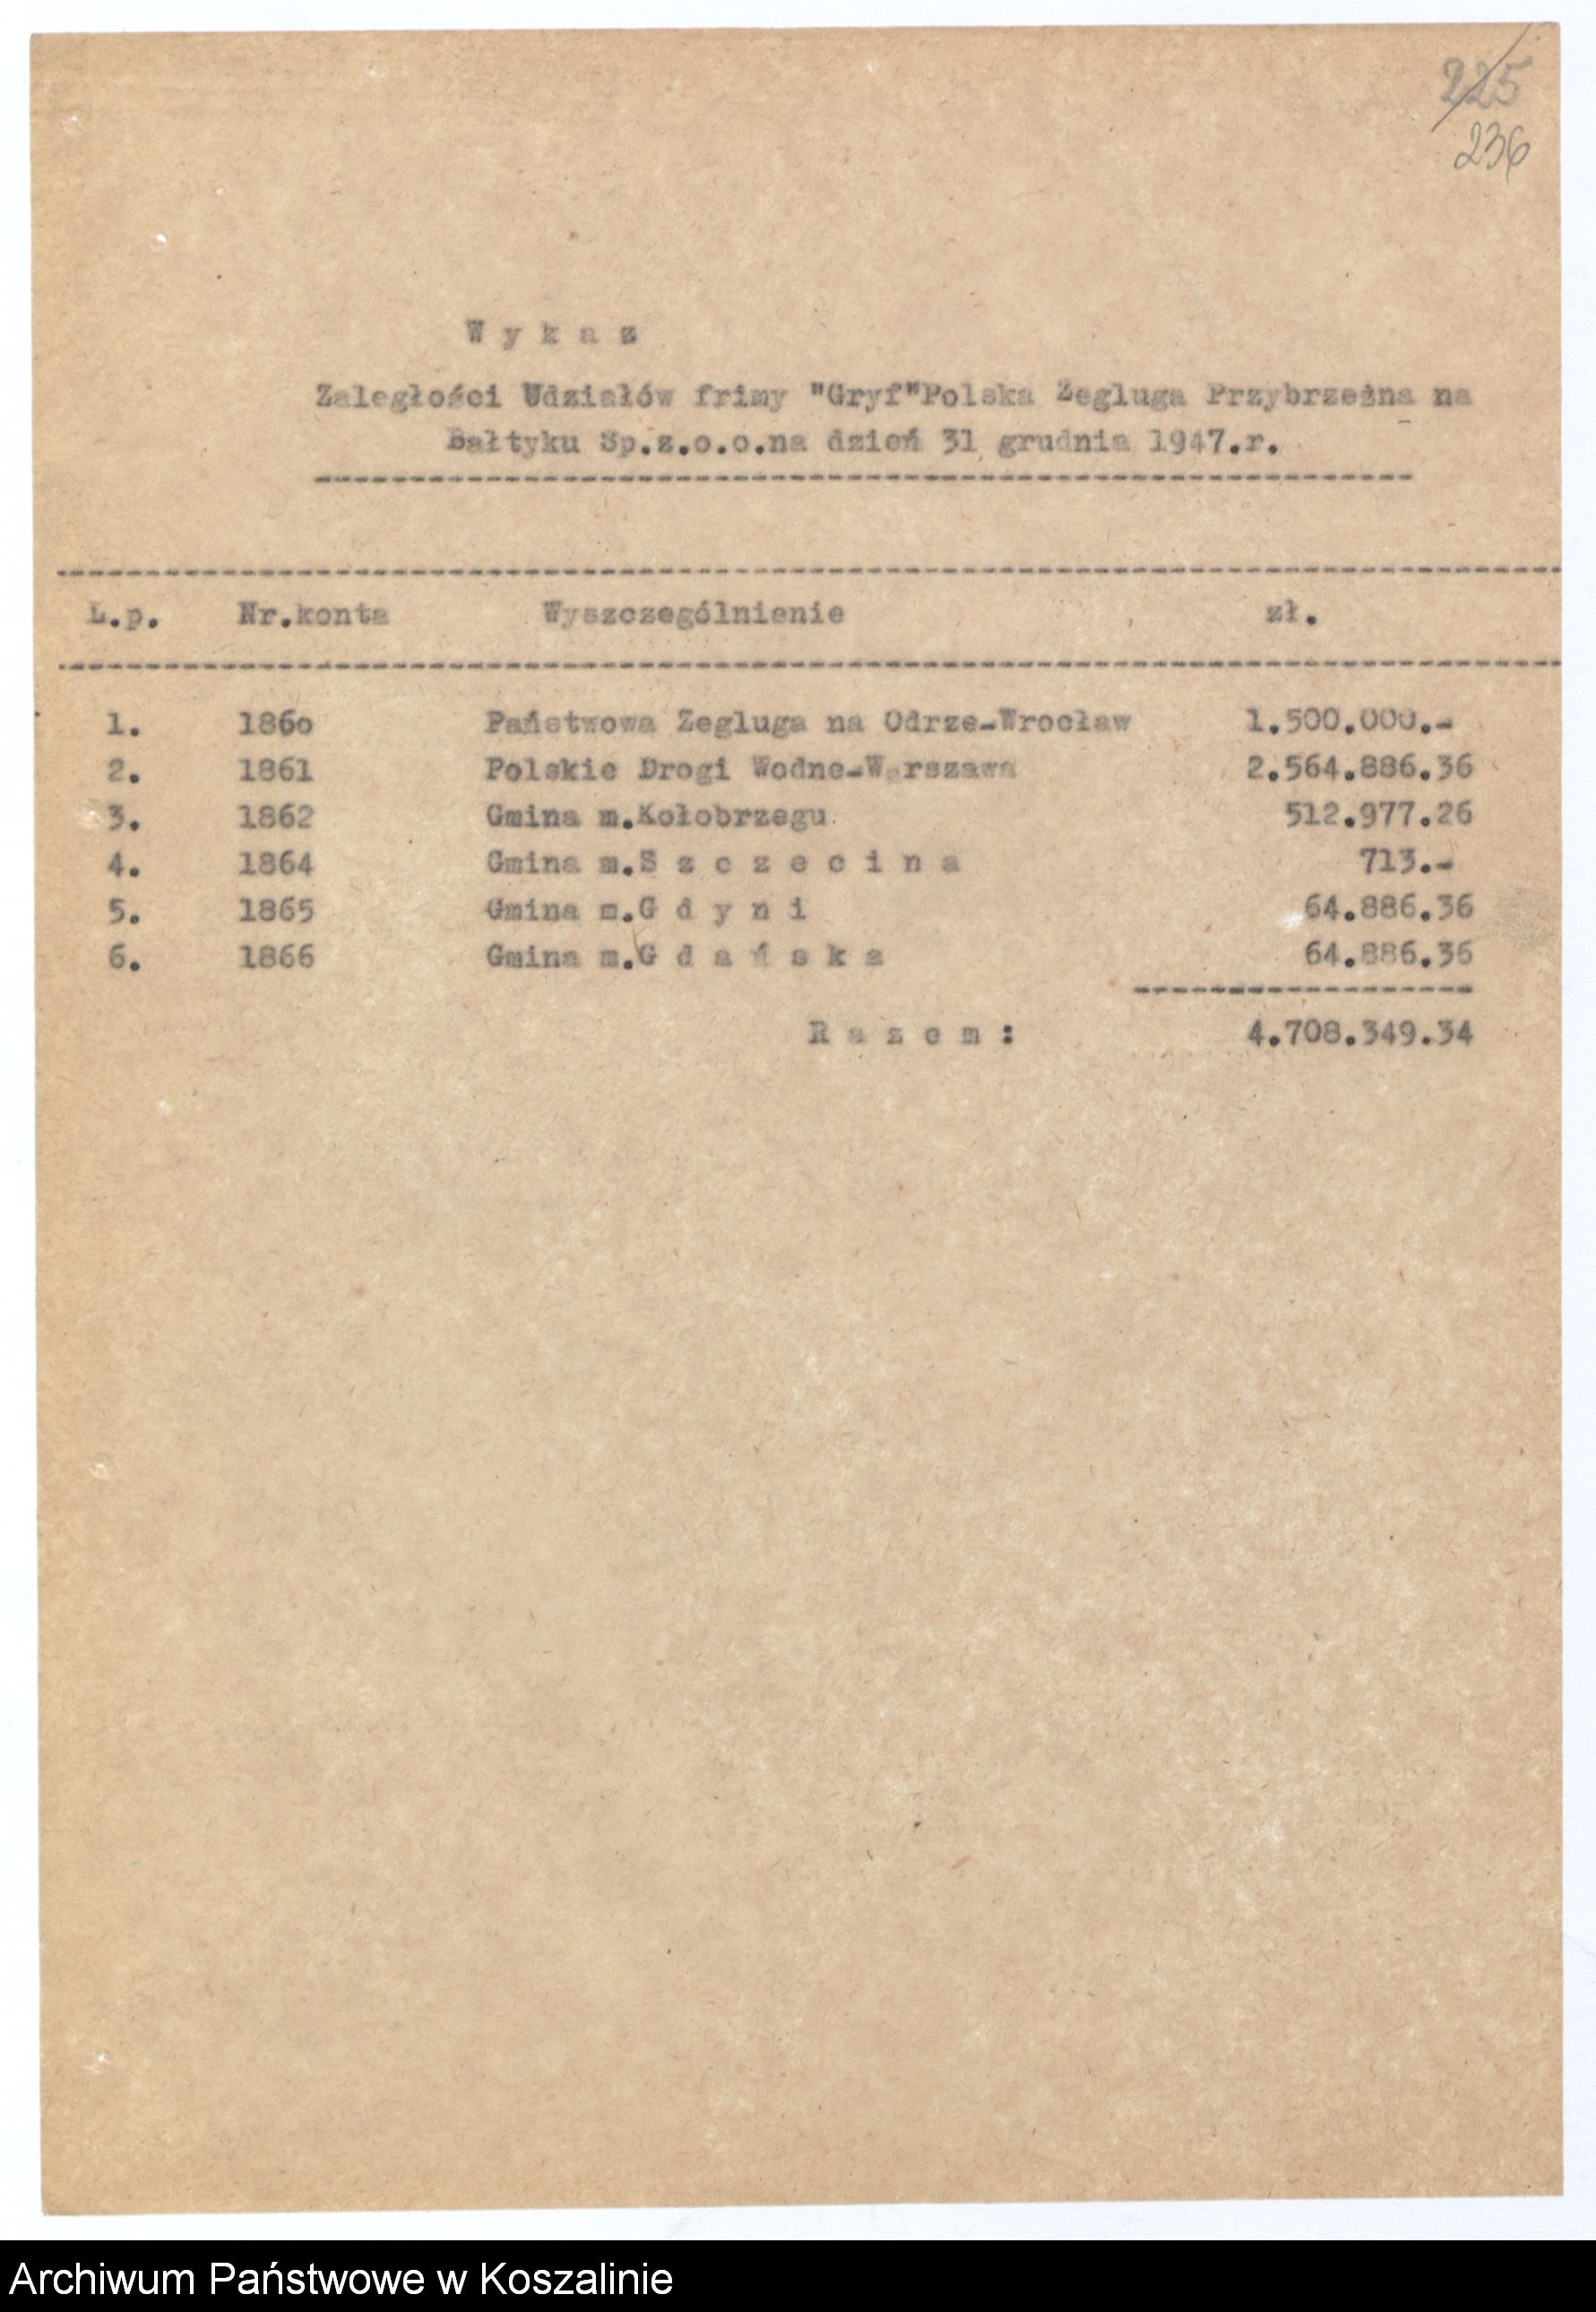 225
236
W y k a z
Zaległości Udziałów frimy "Gryf"Polska Żegluga Przybrzeżna na
Bałtyku Sp.z.o.o.na dzień 31 grudnia 1947.r.
L.p. Nr.konta Wyszczególnienie zł.
1. 186o Państwowa Żegluga na Odrze-Wrocław 1.500.000.-
2. 1861 Polskie Drogi Wodne-Warszawa 2.564.886.36
3. 1862 Gmina m.Kołobrzegu 512.977.26
4. 1864 Gmina m.S z c z e c i n a 713.-
5. 1865 Gmina m.G d y n i 64.886.36
6. 1866 Gmina m.G d a ń s k a 64.886.36
R a z e m : 4.708.349.34
Archiwum Państwowe w Koszalinie